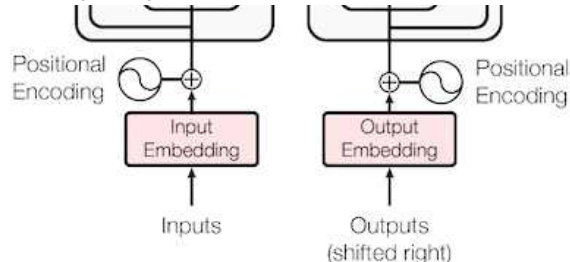 Positional
Encoding
Positional
Encoding
Input
Embedding
Output
Embedding
Inputs
Outputs
(shifted right)